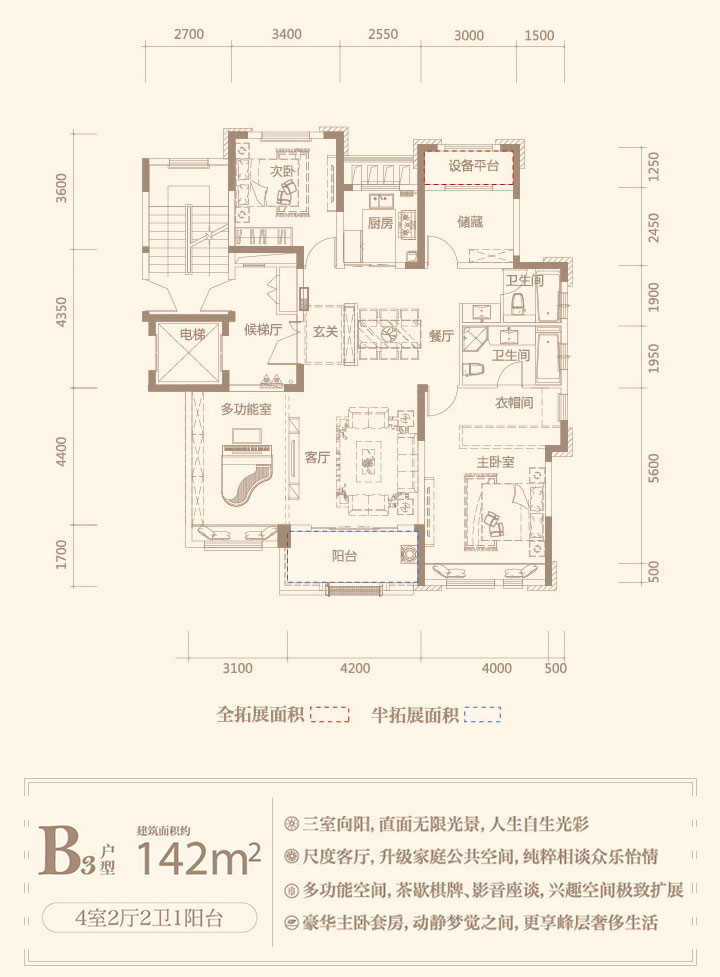 2700 3400 2550 3000 1500
3600
4350
4400
1700
1250
2450
1900
1950
5600
500
次卧
设备平台
厨房
储藏
卫生间
电梯
候梯厅
玄关
餐厅
卫生间
多功能室
衣帽间
客厅
主卧室
阳台
3100 4200 4000 500
全拓展面积 半拓展面积
B3户型
建筑面积约
142m²
4室2厅2卫1阳台
三室向阳, 直面无限光景, 人生自生光彩
尺度客厅, 升级家庭公共空间, 纯粹相谈众乐怡情
多功能空间, 茶歇棋牌、影音座谈, 兴趣空间极致扩展
豪华主卧套房, 动静梦觉之间, 更享峰层奢侈生活